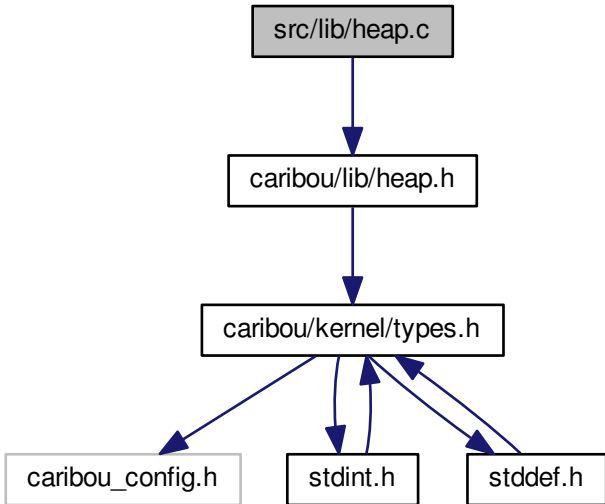 src/lib/heap.c
caribou/lib/heap.h
caribou/kernel/types.h
caribou_config.h
stdint.h
stddef.h